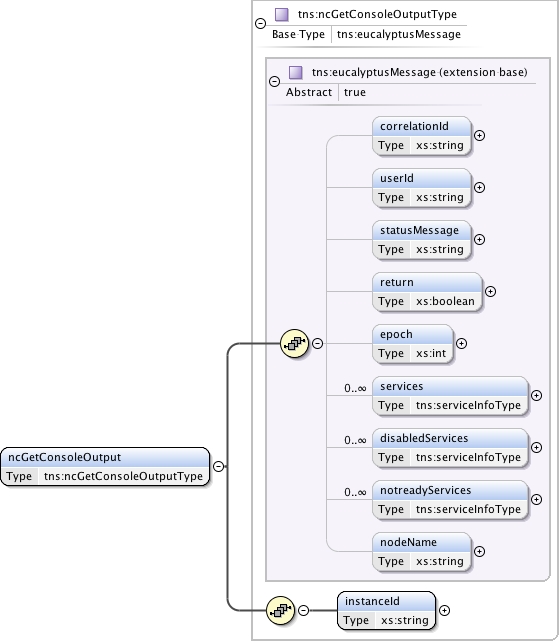 tns:ncGetConsoleOutputType
Base Type tns:eucalyptusMessage
tns:eucalyptusMessage (extension base)
Abstract true
correlationId
Type xs:string
userId
Type xs:string
statusMessage
Type xs:string
return
Type xs:boolean
epoch
Type xs:int
0..∞ services
Type tns:serviceInfoType
0..∞ disabledServices
Type tns:serviceInfoType
0..∞ notreadyServices
Type tns:serviceInfoType
nodeName
Type xs:string
ncGetConsoleOutput
Type tns:ncGetConsoleOutputType
instanceId
Type xs:string